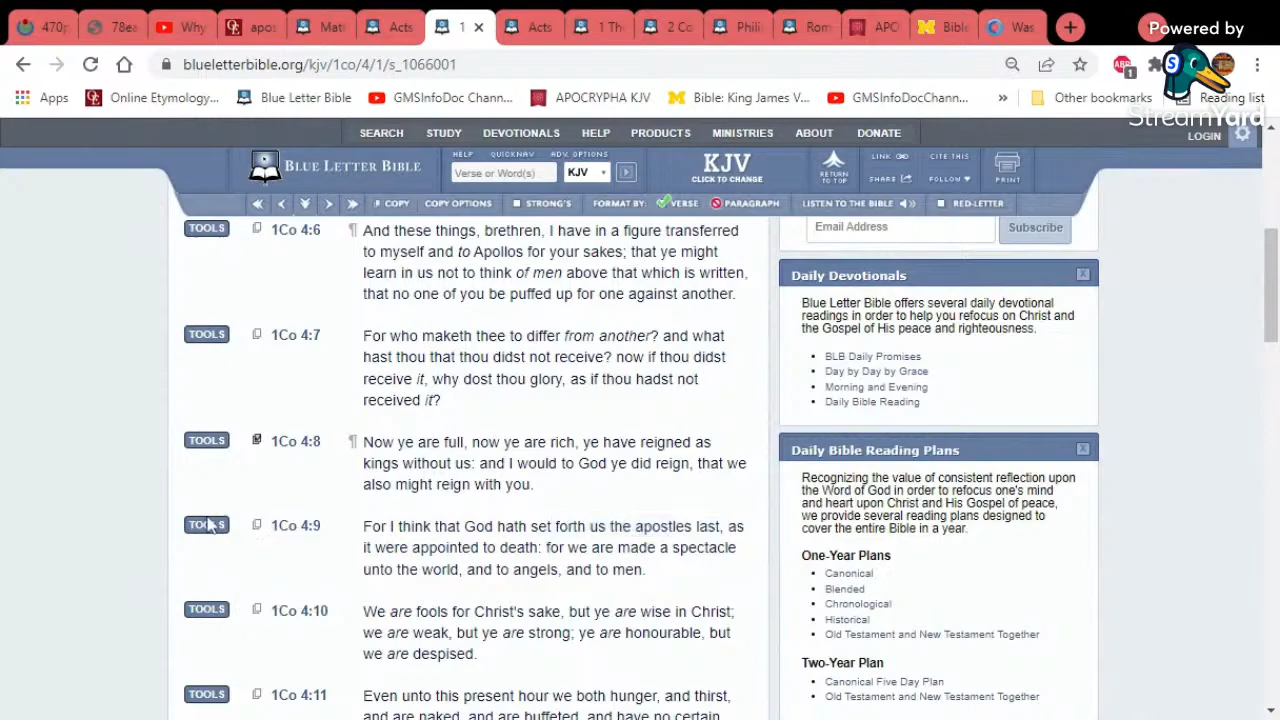 470p
78ea
Why
apos
Mat
Acts
1
Acts
1 Th
2 Co
Phili
Rom
APO
Bible
Was
Powered by
StreamYard
blueletterbible.org/kjv/1co/4/1/s_1066001
Apps
Online Etymology...
Blue Letter Bible
GMSInfoDoc Chann...
APOCRYPHA KJV
Bible: King James V...
GMSInfoDocChann...
»
Other bookmarks
Reading list
SEARCH STUDY DEVOTIONALS HELP PRODUCTS MINISTRIES ABOUT DONATE
LOGIN
BLUE LETTER BIBLE
HELP QUICKNAV ADV. OPTIONS
Verse or Word(s)
KJV
KJV
CLICK TO CHANGE
RETURN
TO TOP
LINK
CITE THIS
SHARE
FOLLOW
PRINT
COPY
COPY OPTIONS
STRONG'S
FORMAT BY:
VERSE
PARAGRAPH
LISTEN TO THE BIBLE
RED-LETTER
TOOLS 1Co 4:6 ¶ And these things, brethren, I have in a figure transferred
to myself and to Apollos for your sakes; that ye might
learn in us not to think of men above that which is written,
that no one of you be puffed up for one against another.
TOOLS 1Co 4:7 For who maketh thee to differ from another? and what
hast thou that thou didst not receive? now if thou didst
receive it, why dost thou glory, as if thou hadst not
received it?
TOOLS 1Co 4:8 ¶ Now ye are full, now ye are rich, ye have reigned as
kings without us: and I would to God ye did reign, that we
also might reign with you.
TOOLS 1Co 4:9 For I think that God hath set forth us the apostles last, as
it were appointed to death: for we are made a spectacle
unto the world, and to angels, and to men.
TOOLS 1Co 4:10 We are fools for Christ's sake, but ye are wise in Christ;
we are weak, but ye are strong; ye are honourable, but
we are despised.
TOOLS 1Co 4:11 Even unto this present hour we both hunger, and thirst,
and are naked, and are buffeted, and have no certain
Email Address
Subscribe
Daily Devotionals
Blue Letter Bible offers several daily devotional
readings in order to help you refocus on Christ and
the Gospel of His peace and righteousness.
BLB Daily Promises
Day by Day by Grace
Morning and Evening
Daily Bible Reading
Daily Bible Reading Plans
Recognizing the value of consistent reflection upon
the Word of God in order to refocus one's mind
and heart upon Christ and His Gospel of peace,
we provide several reading plans designed to
cover the entire Bible in a year.
One-Year Plans
Canonical
Blended
Chronological
Historical
Old Testament and New Testament Together
Two-Year Plan
Canonical Five Day Plan
Old Testament and New Testament Together